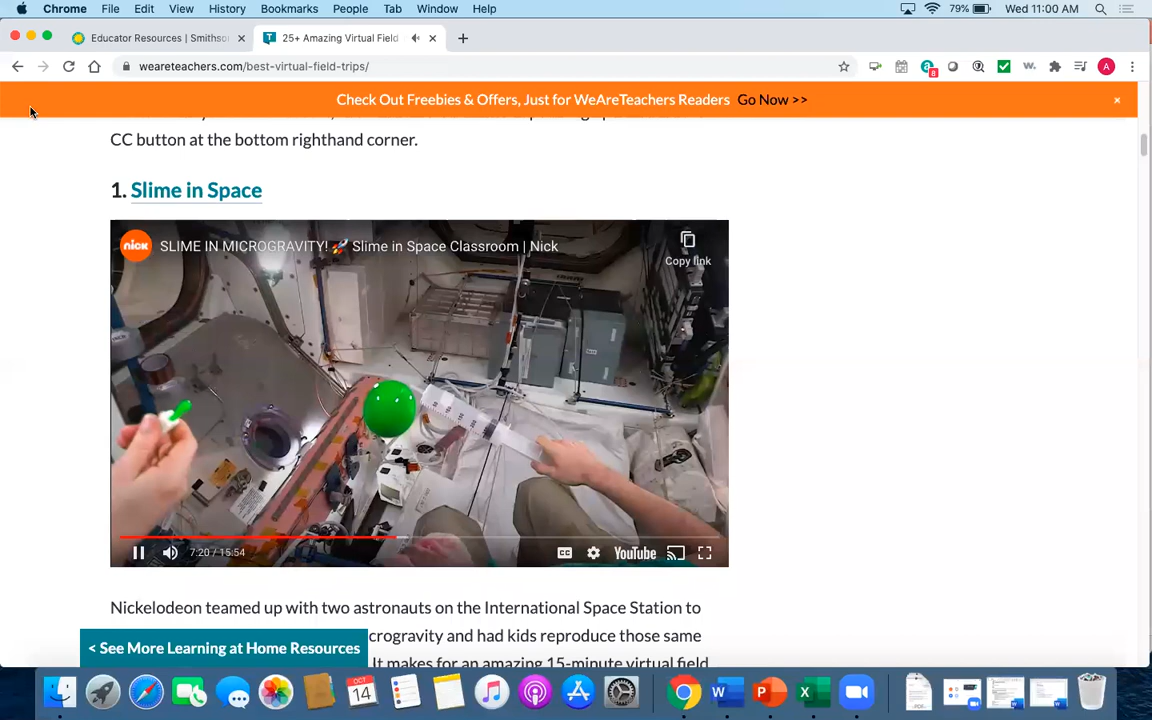 Chrome File Edit View History Bookmarks People Tab Window Help 79% Wed 11:00 AM
Educator Resources | Smithso
25+ Amazing Virtual Field
weareteachers.com/best-virtual-field-trips/
8 W A
Check Out Freebies & Offers, Just for WeAreTeachers Readers Go Now >>
CC button at the bottom righthand corner.
1. Slime in Space
nick SLIME IN MICROGRAVITY! 🚀 Slime in Space Classroom | Nick
Copy link
7:20 / 15:54 CC YouTube
Nickelodeon teamed up with two astronauts on the International Space Station to
crogravity and had kids reproduce those same
< See More Learning at Home Resources
It makes for an amazing 15-minute virtual field
OCT
14 W P X